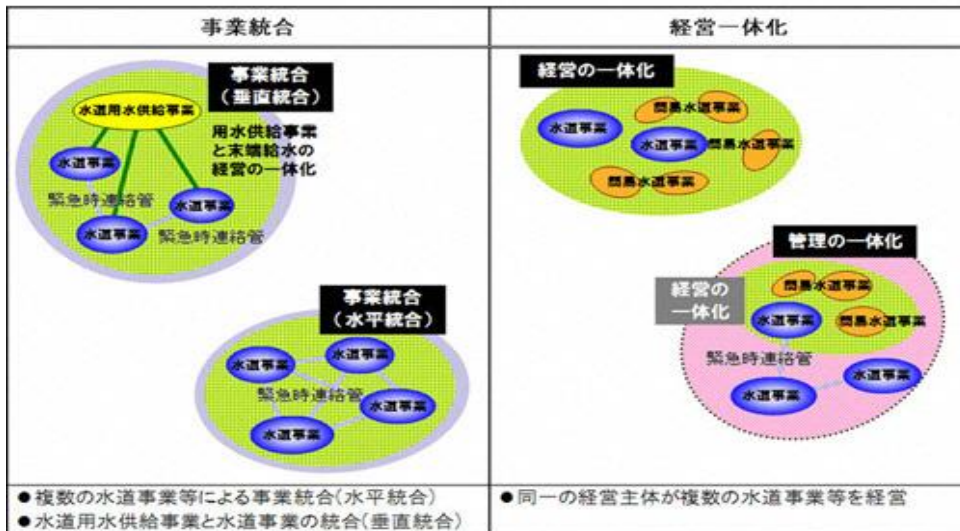 事業統合
経営一体化
事業統合
(垂直統合)
水道用水供給事業
用水供給事業
と末端給水の
経営の一体化
水道事業
緊急時連絡管
水道事業
水道事業
緊急時連絡管
事業統合
(水平統合)
水道事業
水道事業
緊急時連絡管
水道事業
水道事業
●複数の水道事業等による事業統合(水平統合)
●水道用水供給事業と水道事業の統合(垂直統合)
経営の一体化
簡易水道事業
水道事業
水道事業
簡易水道事業
簡易水道事業
管理の一体化
簡易水道事業
経営の
一体化
水道事業
簡易水道事業
緊急時連絡管
水道事業
水道事業
●同一の経営主体が複数の水道事業等を経営